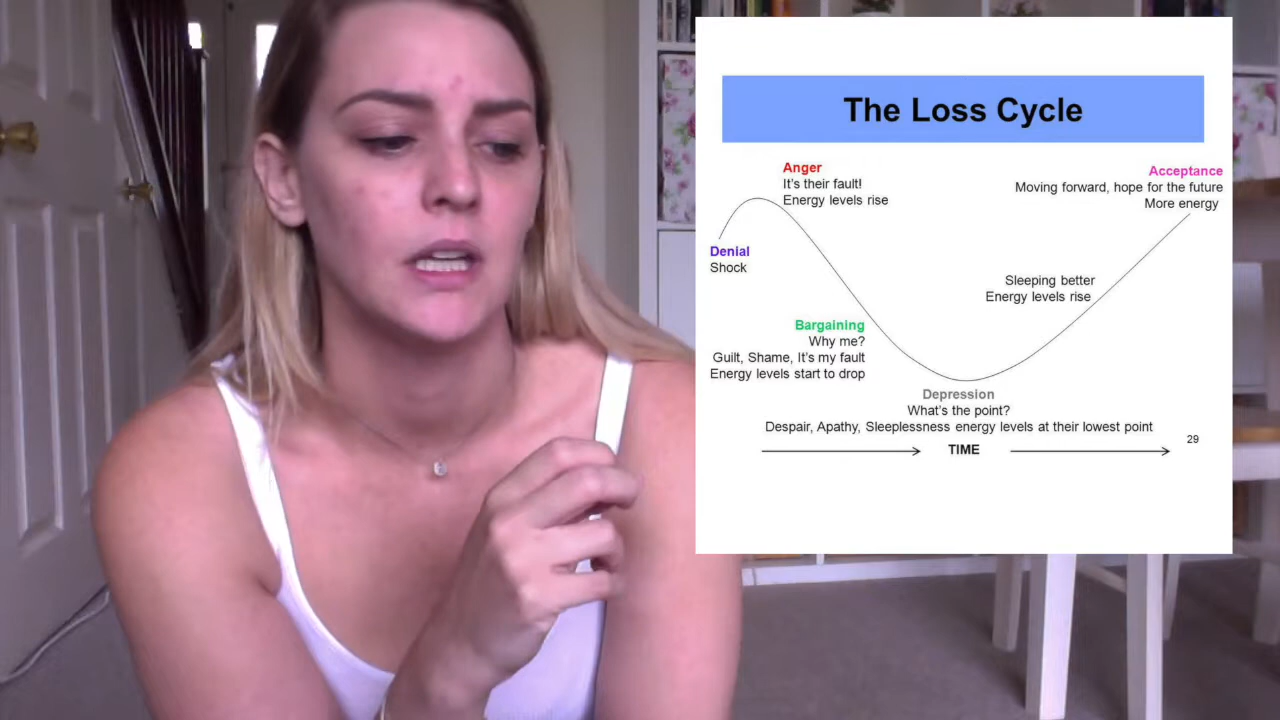 The Loss Cycle
Anger
It's their fault!
Energy levels rise
Acceptance
Moving forward, hope for the future
More energy
Denial
Shock
Sleeping better
Energy levels rise
Bargaining
Why me?
Guilt, Shame, It's my fault
Energy levels start to drop
Depression
What's the point?
Despair, Apathy, Sleeplessness energy levels at their lowest point
29
TIME